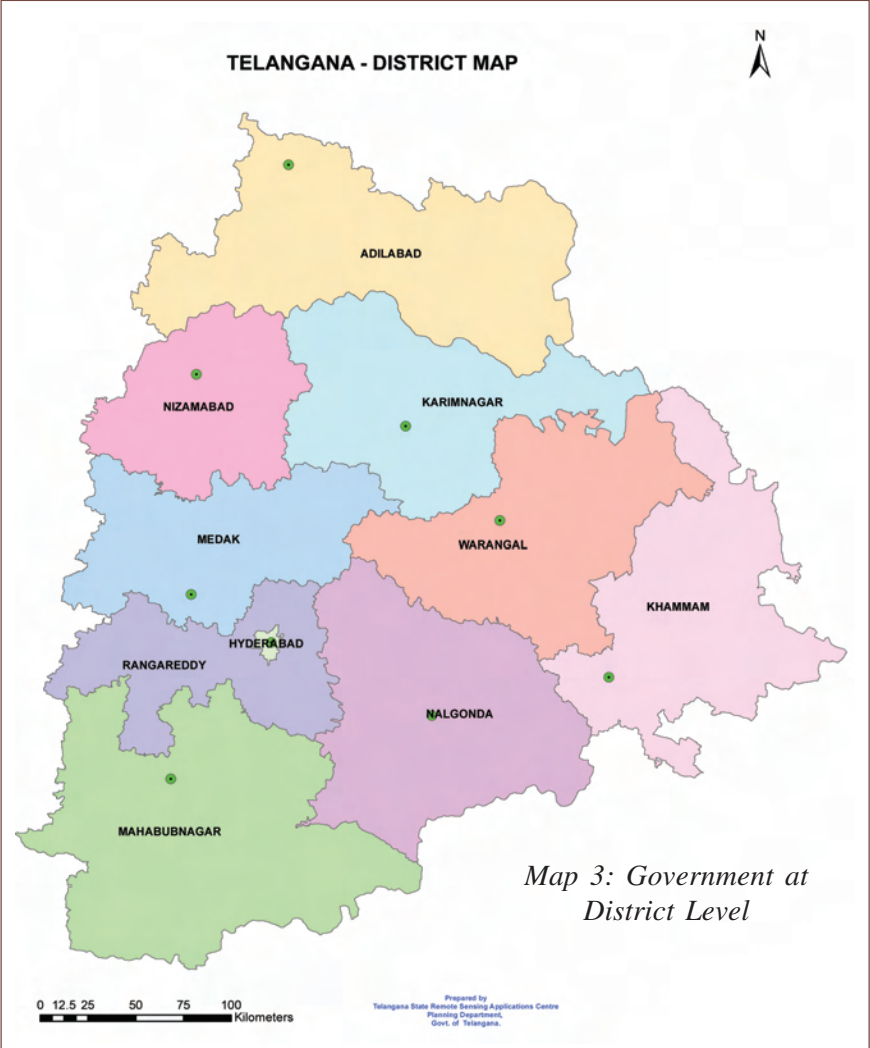 N
TELANGANA - DISTRICT MAP
ADILABAD
NIZAMABAD
KARIMNAGAR
MEDAK
WARANGAL
KHAMMAM
HYDERABAD
RANGAREDDY
NALGONDA
MAHABUBNAGAR
Map 3: Government at
District Level
0 12.5 25 50 75 100
Kilometers
Prepared by
Telangana State Remote Sensing Applications Centre
Planning Department,
Govt. of Telangana.